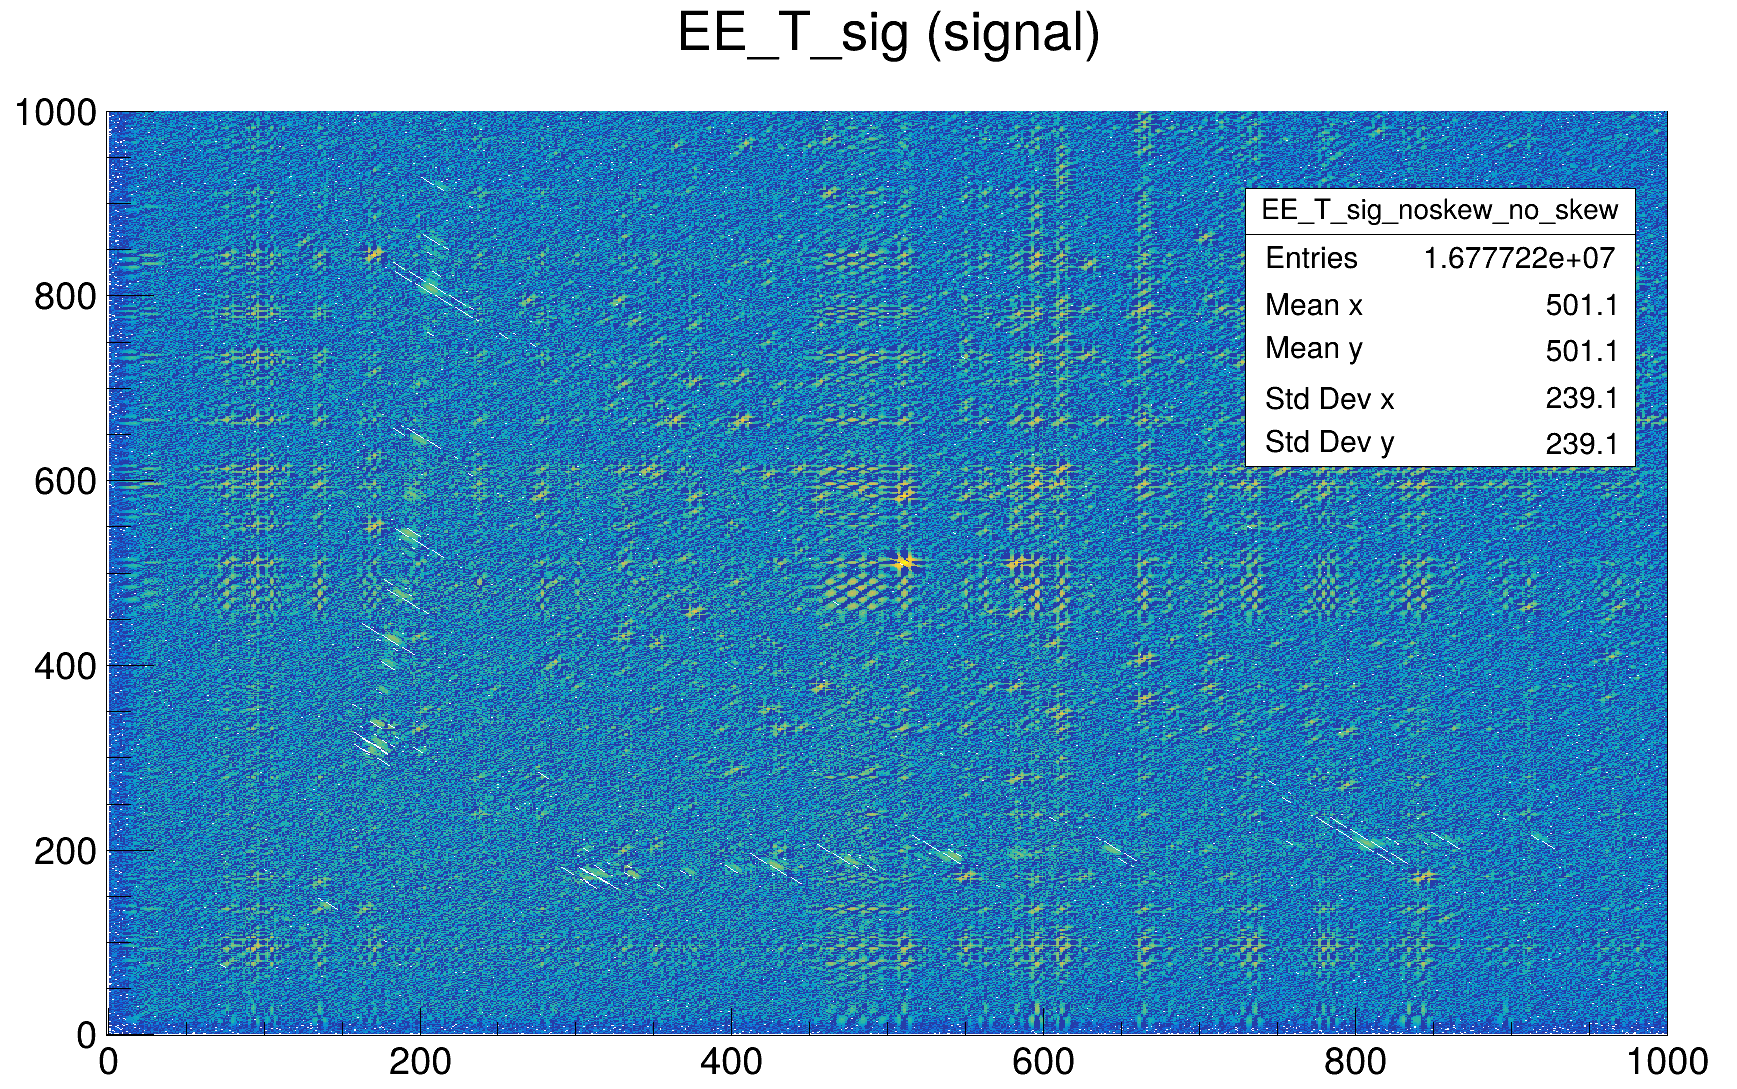 EE_T_sig (signal)
1000
800
600
400
200
0
0 200 400 600 800 1000
EE_T_sig_noskew_no_skew
Entries 1.677722e+07
Mean x 501.1
Mean y 501.1
Std Dev x 239.1
Std Dev y 239.1